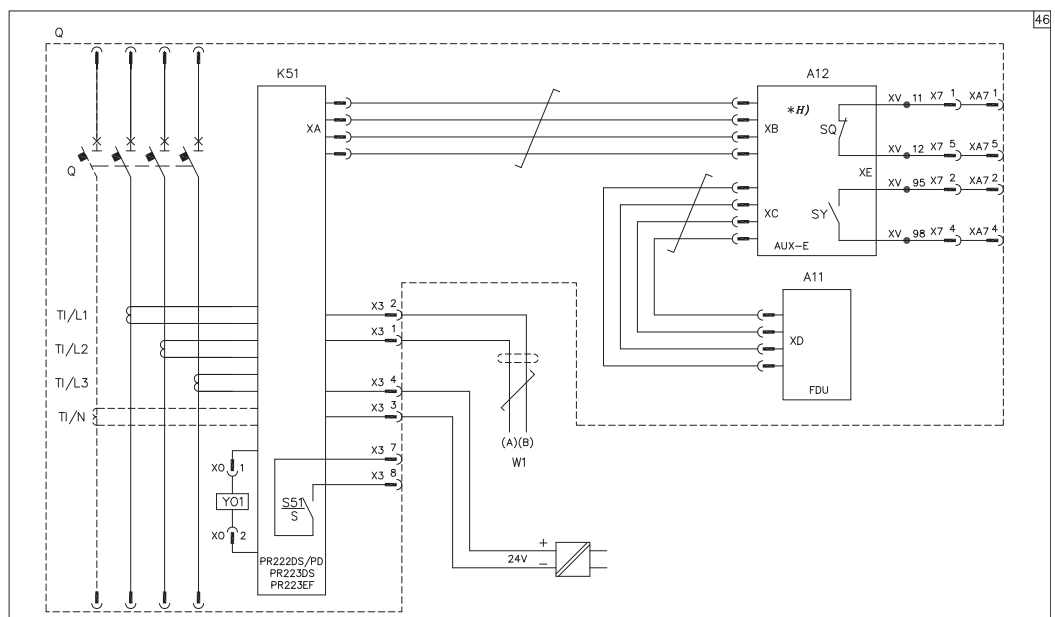 46
Q
K51
A12
XA
*H)
XB
SQ
XE
XV 11 X7 1 XA7 1
XV 12 X7 5 XA7 5
XV 95 X7 2 XA7 2
XV 98 X7 4 XA7 4
Q
XC
SY
AUX-E
A11
XD
FDU
TI/L1
TI/L2
TI/L3
TI/N
X3 2
X3 1
X3 4
X3 3
X3 7
X3 8
(A)(B)
W1
XO 1
YO1
XO 2
S51
S
PR222DS/PD
PR223DS
PR223EF
24V
+
−